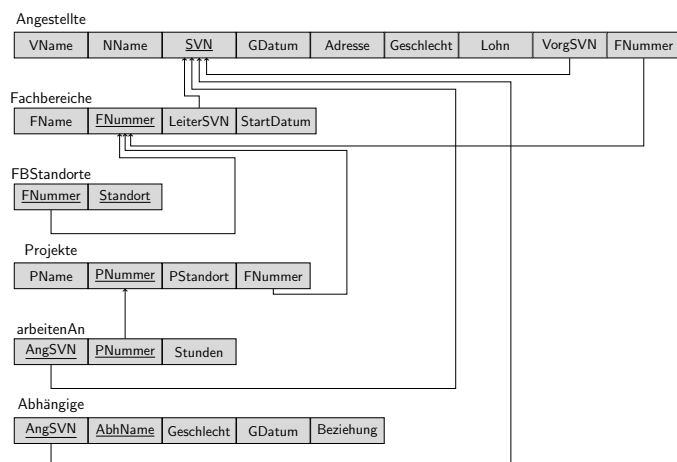 Angestellte
VName NName SVN GDatum Adresse Geschlecht Lohn VorgSVN FNummer
Fachbereiche
FName FNummer LeiterSVN StartDatum
FBStandorte
FNummer Standort
Projekte
PName PNummer PStandort FNummer
arbeitenAn
AngSVN PNummer Stunden
Abhängige
AngSVN AbhName Geschlecht GDatum Beziehung